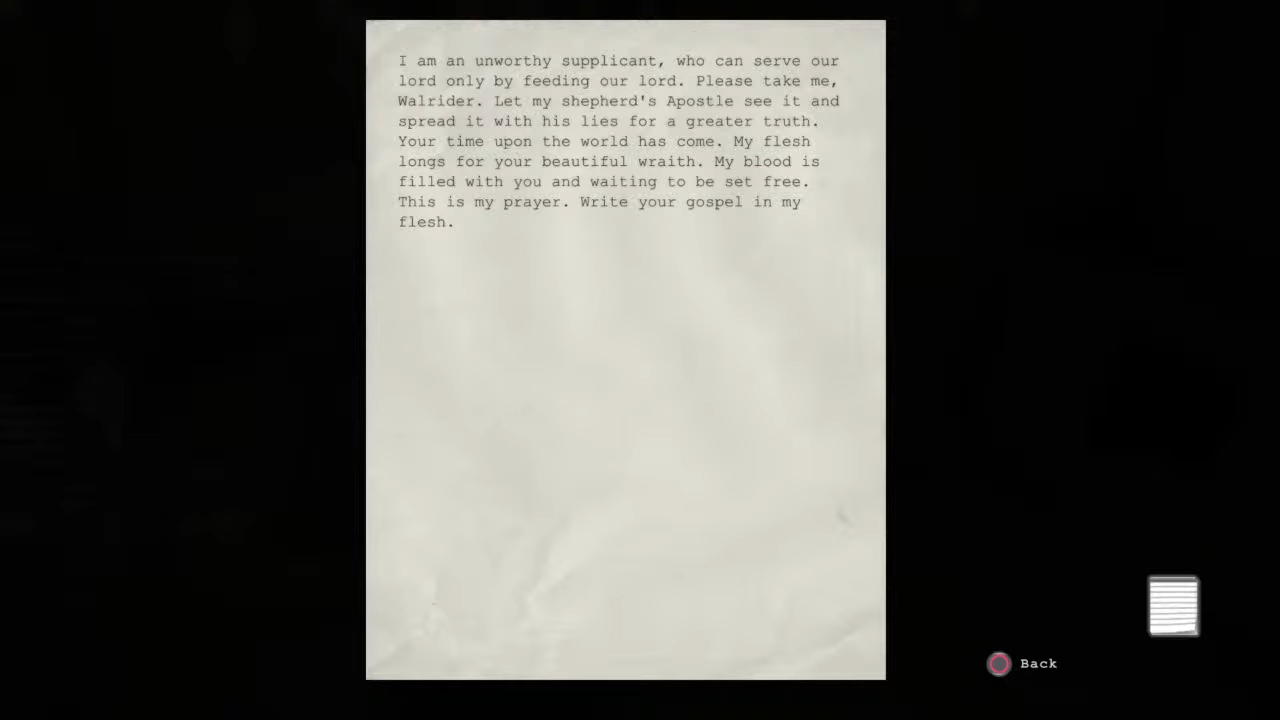 I am an unworthy supplicant, who can serve our
lord only by feeding our lord. Please take me,
Walrider. Let my shepherd's Apostle see it and
spread it with his lies for a greater truth.
Your time upon the world has come. My flesh
longs for your beautiful wraith. My blood is
filled with you and waiting to be set free.
This is my prayer. Write your gospel in my
flesh.
Back